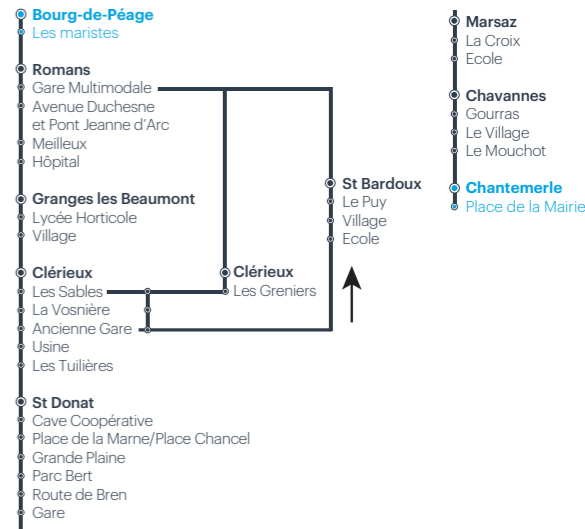 Bourg-de-Péage
Les maristes
Romans
Gare Multimodale
Avenue Duchesne
et Pont Jeanne d'Arc
Meilleux
Hôpital
Granges les Beaumont
Lycée Horticole
Village
Clérieux
Les Sables
La Vosnière
Ancienne Gare
Usine
Les Tuilières
St Donat
Cave Coopérative
Place de la Marne/Place Chancel
Grande Plaine
Parc Bert
Route de Bren
Gare
Clérieux
Les Greniers
St Bardoux
Le Puy
Village
Ecole
Marsaz
La Croix
Ecole
Chavannes
Gourras
Le Village
Le Mouchot
Chantemerle
Place de la Mairie